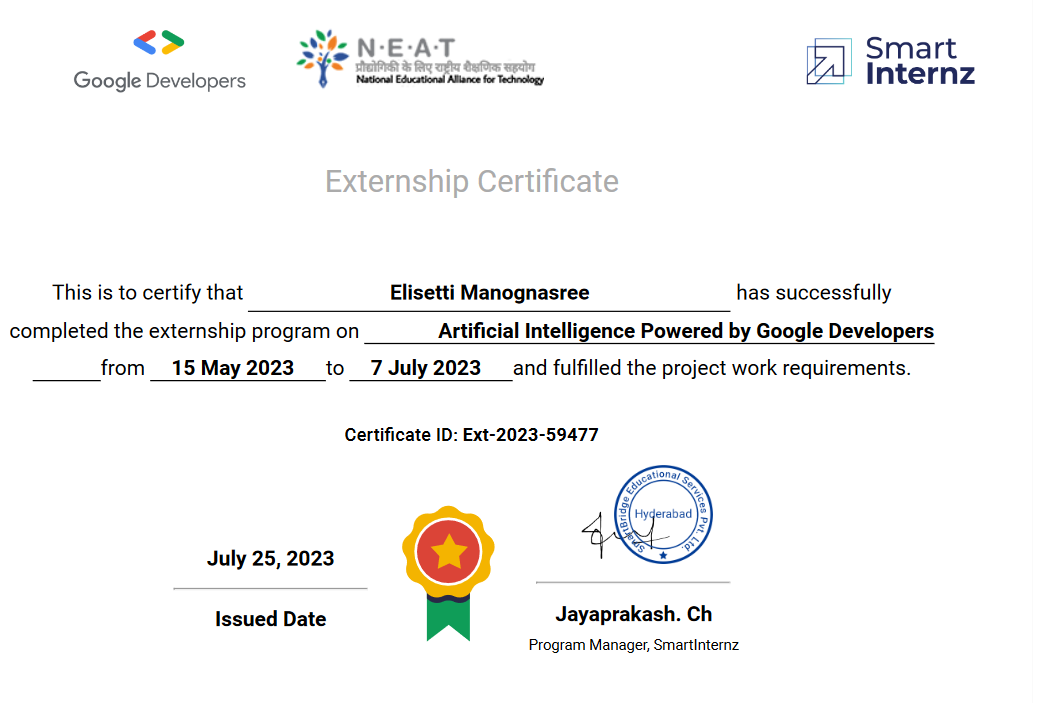 Google Developers
N·E·A·T
प्रौद्योगिकी के लिए राष्ट्रीय शैक्षणिक सहयोग
National Educational Alliance for Technology
Smart
Internz
Externship Certificate
This is to certify that Elisetti Manognasree has successfully
completed the externship program on Artificial Intelligence Powered by Google Developers
from 15 May 2023 to 7 July 2023 and fulfilled the project work requirements.
Certificate ID: Ext-2023-59477
SmartBridge Educational Services Pvt. Ltd.
Hyderabad
July 25, 2023
Issued Date
Jayaprakash. Ch
Program Manager, SmartInternz